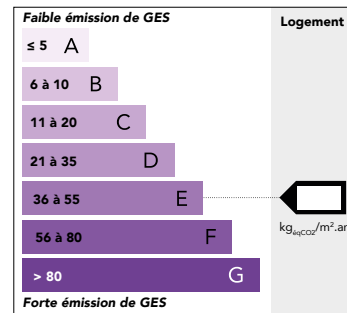 Faible émission de GES
Logement
≤ 5 A
6 à 10 B
11 à 20 C
21 à 35 D
36 à 55 E
56 à 80 F
kgéqCO2/m².an
> 80 G
Forte émission de GES